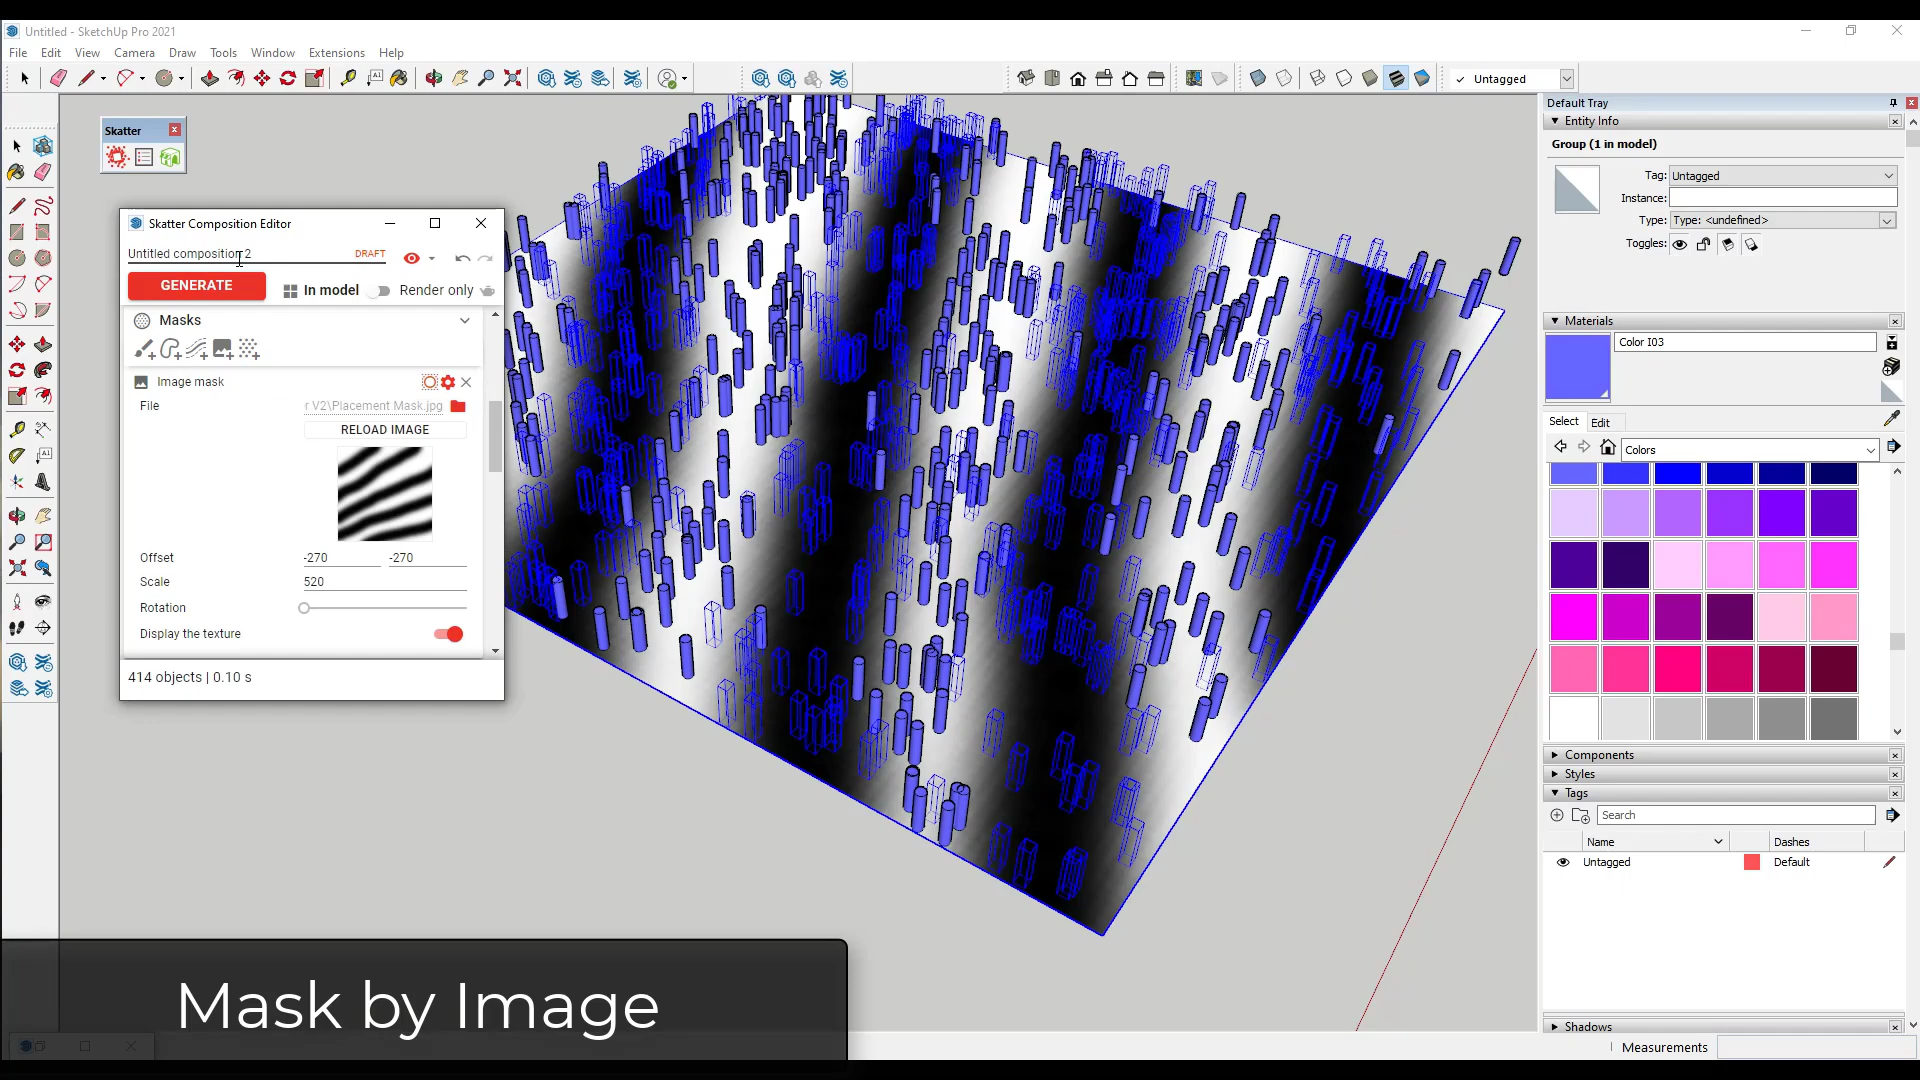 Untitled - SketchUp Pro 2021
File Edit View Camera Draw Tools Window Extensions Help
Untagged
Default Tray
Entity Info
Group (1 in model)
Tag: Untagged
Instance:
Type: Type: <undefined>
Toggles:
Skatter
Skatter Composition Editor
Untitled composition 2 DRAFT
GENERATE In model Render only
Masks
Image mask
File r V2\Placement Mask.jpg
RELOAD IMAGE
Offset -270 -270
Scale 520
Rotation
Display the texture
414 objects | 0.10 s
Materials
Color I03
Select Edit
Colors
Components
Styles
Tags
Search
Name Dashes
Untagged Default
Shadows
Measurements
Mask by Image